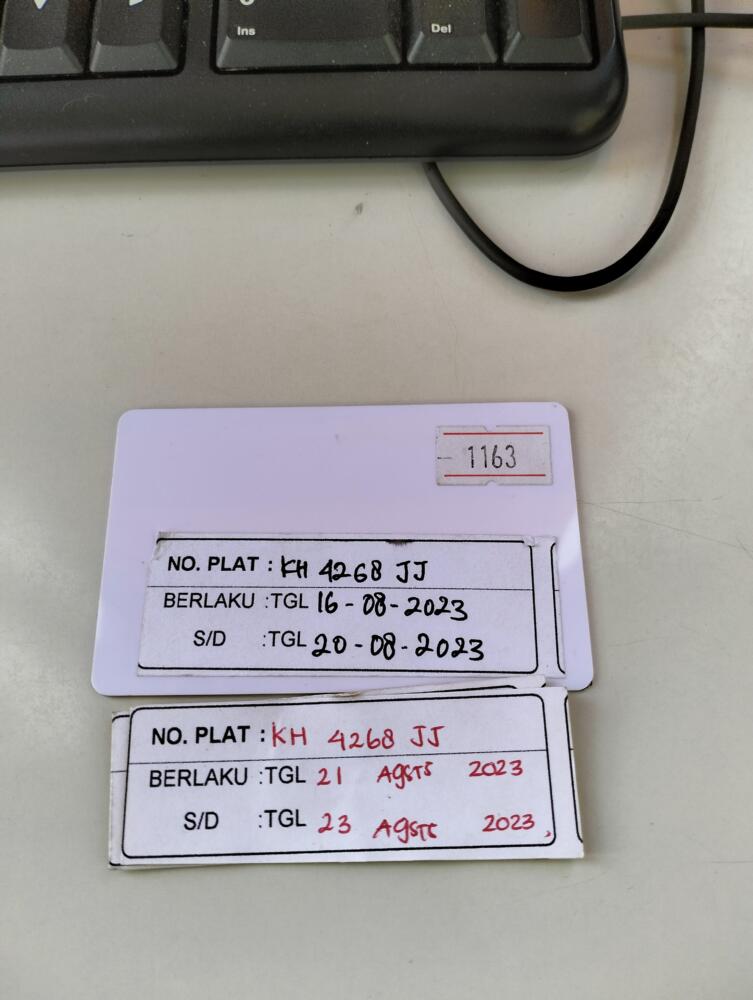 Ins
Del
1163
NO. PLAT : KH 4268 JJ
BERLAKU :TGL 16-08-2023
S/D :TGL 20-08-2023
NO. PLAT : KH 4268 JJ
BERLAKU :TGL 21 AgSTS 2023
S/D :TGL 23 AgSTS 2023,